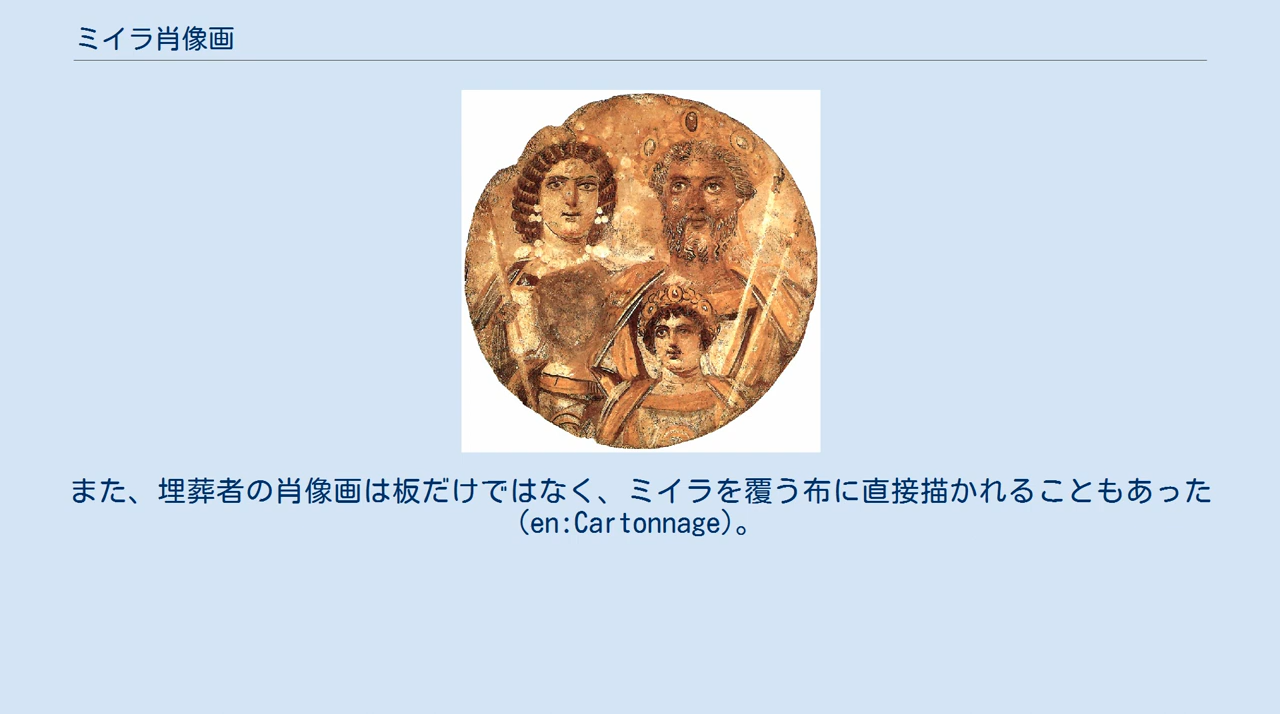 ミイラ肖像画
また、埋葬者の肖像画は板だけではなく、ミイラを覆う布に直接描かれることもあった
(en:Cartonnage)。